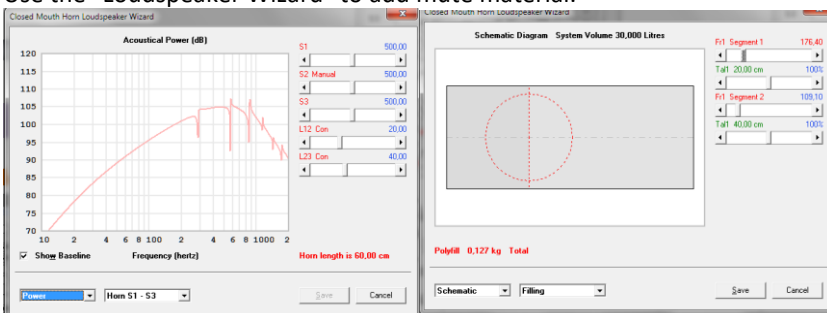 Use the "Loudspeaker Wizard" to add mute material.
Closed Mouth Horn Loudspeaker Wizard
Acoustical Power (dB)
120
115
110
105
100
95
90
85
80
75
70
10 2 4 6 8 100 2 4 6 8 1000 2
Show Baseline
Frequency (hertz)
S1 500,00
S2 Manual 500,00
S3 500,00
L12 Con 20,00
L23 Con 40,00
Horn length is 60,00 cm
Power
Horn S1 - S3
Save
Cancel
Closed Mouth Horn Loudspeaker Wizard
Schematic Diagram System Volume 30,000 Litres
Fr1 Segment 1 176,40
Tal1 20,00 cm 100%
Fr1 Segment 2 109,10
Tal1 40,00 cm 100%
Polyfill 0,127 kg Total
Schematic
Filling
Save
Cancel